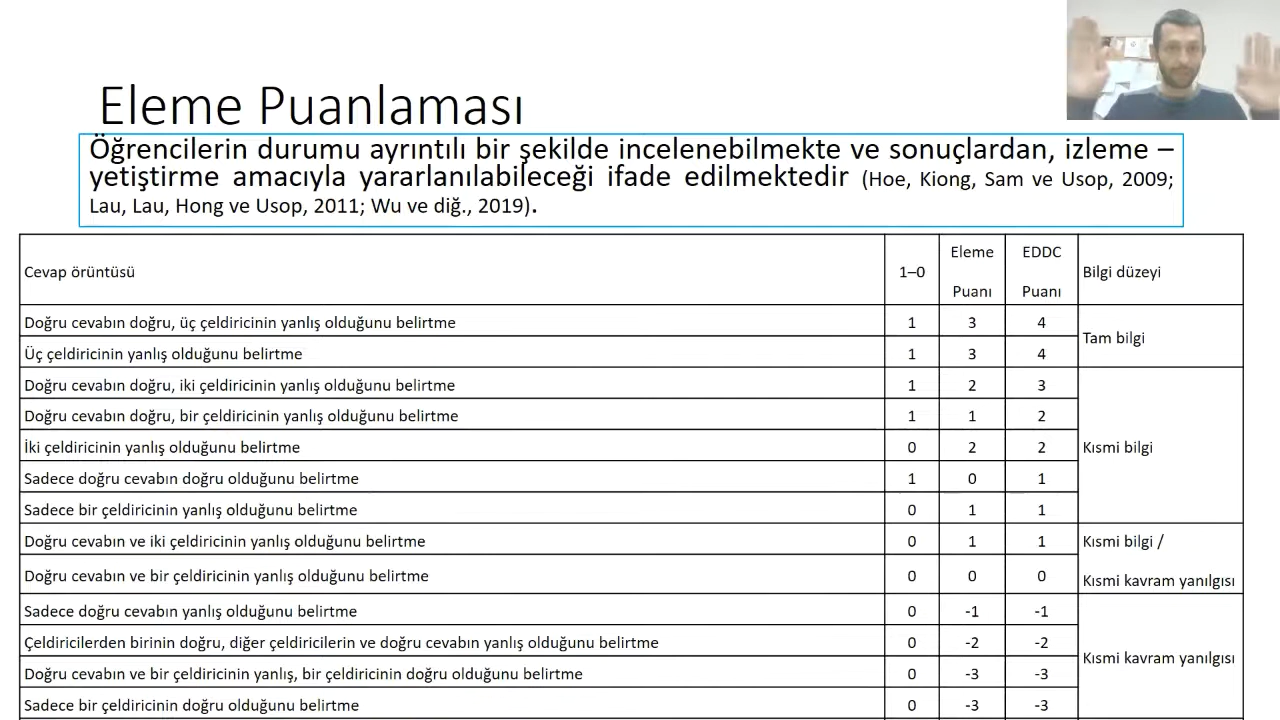 Eleme Puanlaması
Öğrencilerin durumu ayrıntılı bir şekilde incelenebilmekte ve sonuçlardan, izleme –
yetiştirme amacıyla yararlanılabileceği ifade edilmektedir (Hoe, Kiong, Sam ve Usop, 2009;
Lau, Lau, Hong ve Usop, 2011; Wu ve diğ., 2019).
Cevap örüntüsü 1–0 Eleme Puanı EDDC Puanı Bilgi düzeyi
Doğru cevabın doğru, üç çeldiricinin yanlış olduğunu belirtme 1 3 4 Tam bilgi
Üç çeldiricinin yanlış olduğunu belirtme 1 3 4
Doğru cevabın doğru, iki çeldiricinin yanlış olduğunu belirtme 1 2 3 Kısmi bilgi
Doğru cevabın doğru, bir çeldiricinin yanlış olduğunu belirtme 1 1 2
İki çeldiricinin yanlış olduğunu belirtme 0 2 2
Sadece doğru cevabın doğru olduğunu belirtme 1 0 1
Sadece bir çeldiricinin yanlış olduğunu belirtme 0 1 1
Doğru cevabın ve iki çeldiricinin yanlış olduğunu belirtme 0 1 1 Kısmi bilgi /
Doğru cevabın ve bir çeldiricinin yanlış olduğunu belirtme 0 0 0 Kısmi kavram yanılgısı
Sadece doğru cevabın yanlış olduğunu belirtme 0 -1 -1 Kısmi kavram yanılgısı
Çeldiricilerden birinin doğru, diğer çeldiricilerin ve doğru cevabın yanlış olduğunu belirtme 0 -2 -2
Doğru cevabın ve bir çeldiricinin yanlış, bir çeldiricinin doğru olduğunu belirtme 0 -3 -3
Sadece bir çeldiricinin doğru olduğunu belirtme 0 -3 -3